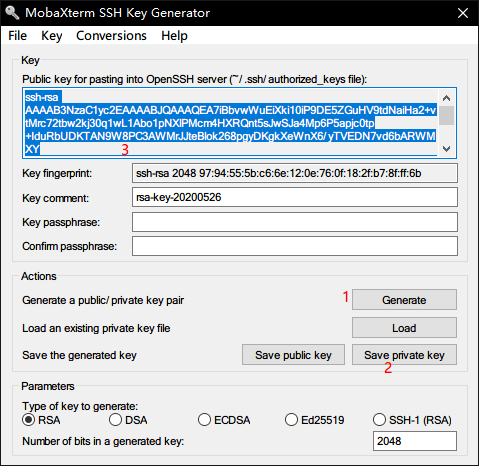 MobaXterm SSH Key Generator
File Key Conversions Help
Key
Public key for pasting into OpenSSH server (~/.ssh/authorized_keys file):
ssh-rsa
AAAAB3NzaC1yc2EAAAABJQAAAQEA7iBbvwWuEiXki10iP9DE5ZGuHV9tdNaiHa2+v
tMrc72tbw2kj30q1wL1Abo1pNXlPMcm4HXRQnt5sJwSJa4Mp6P5apjc0tp
+IduRbUDKTAN9W8PC3AWMrJJteBlok268pgyDKgkXeWnX6/yTVEDN7vd6bARWM
XY
3
Key fingerprint: ssh-rsa 2048 97:94:55:5b:c6:6e:12:0e:76:0f:18:2f:b7:8f:ff:6b
Key comment: rsa-key-20200526
Key passphrase:
Confirm passphrase:
Actions
Generate a public/private key pair 1 Generate
Load an existing private key file Load
Save the generated key Save public key Save private key
2
Parameters
Type of key to generate:
RSA DSA ECDSA Ed25519 SSH-1 (RSA)
Number of bits in a generated key: 2048